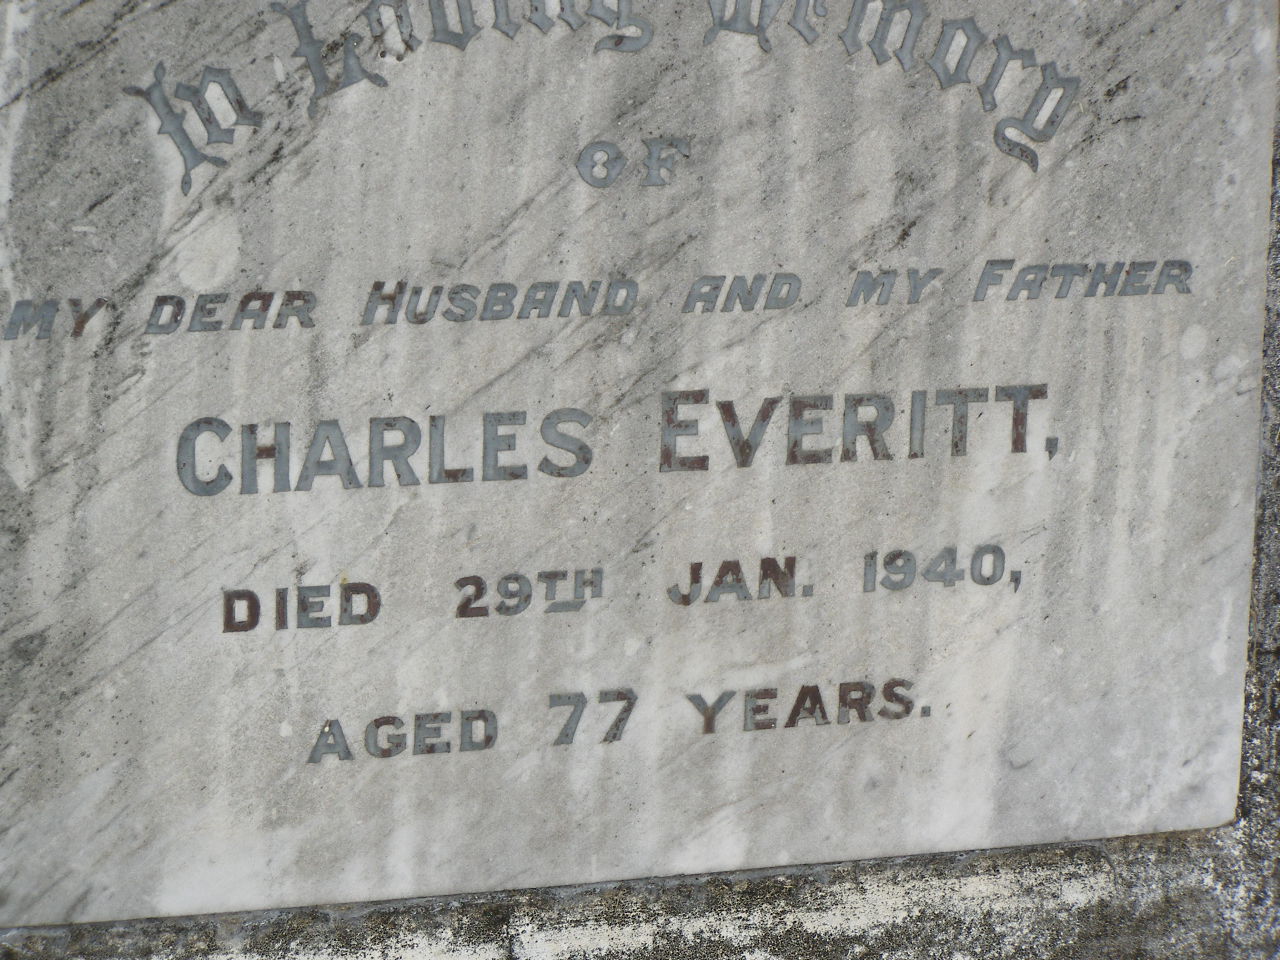 In Loving Memory
OF
MY DEAR HUSBAND AND MY FATHER
CHARLES EVERITT,
DIED 29TH JAN. 1940,
AGED 77 YEARS.